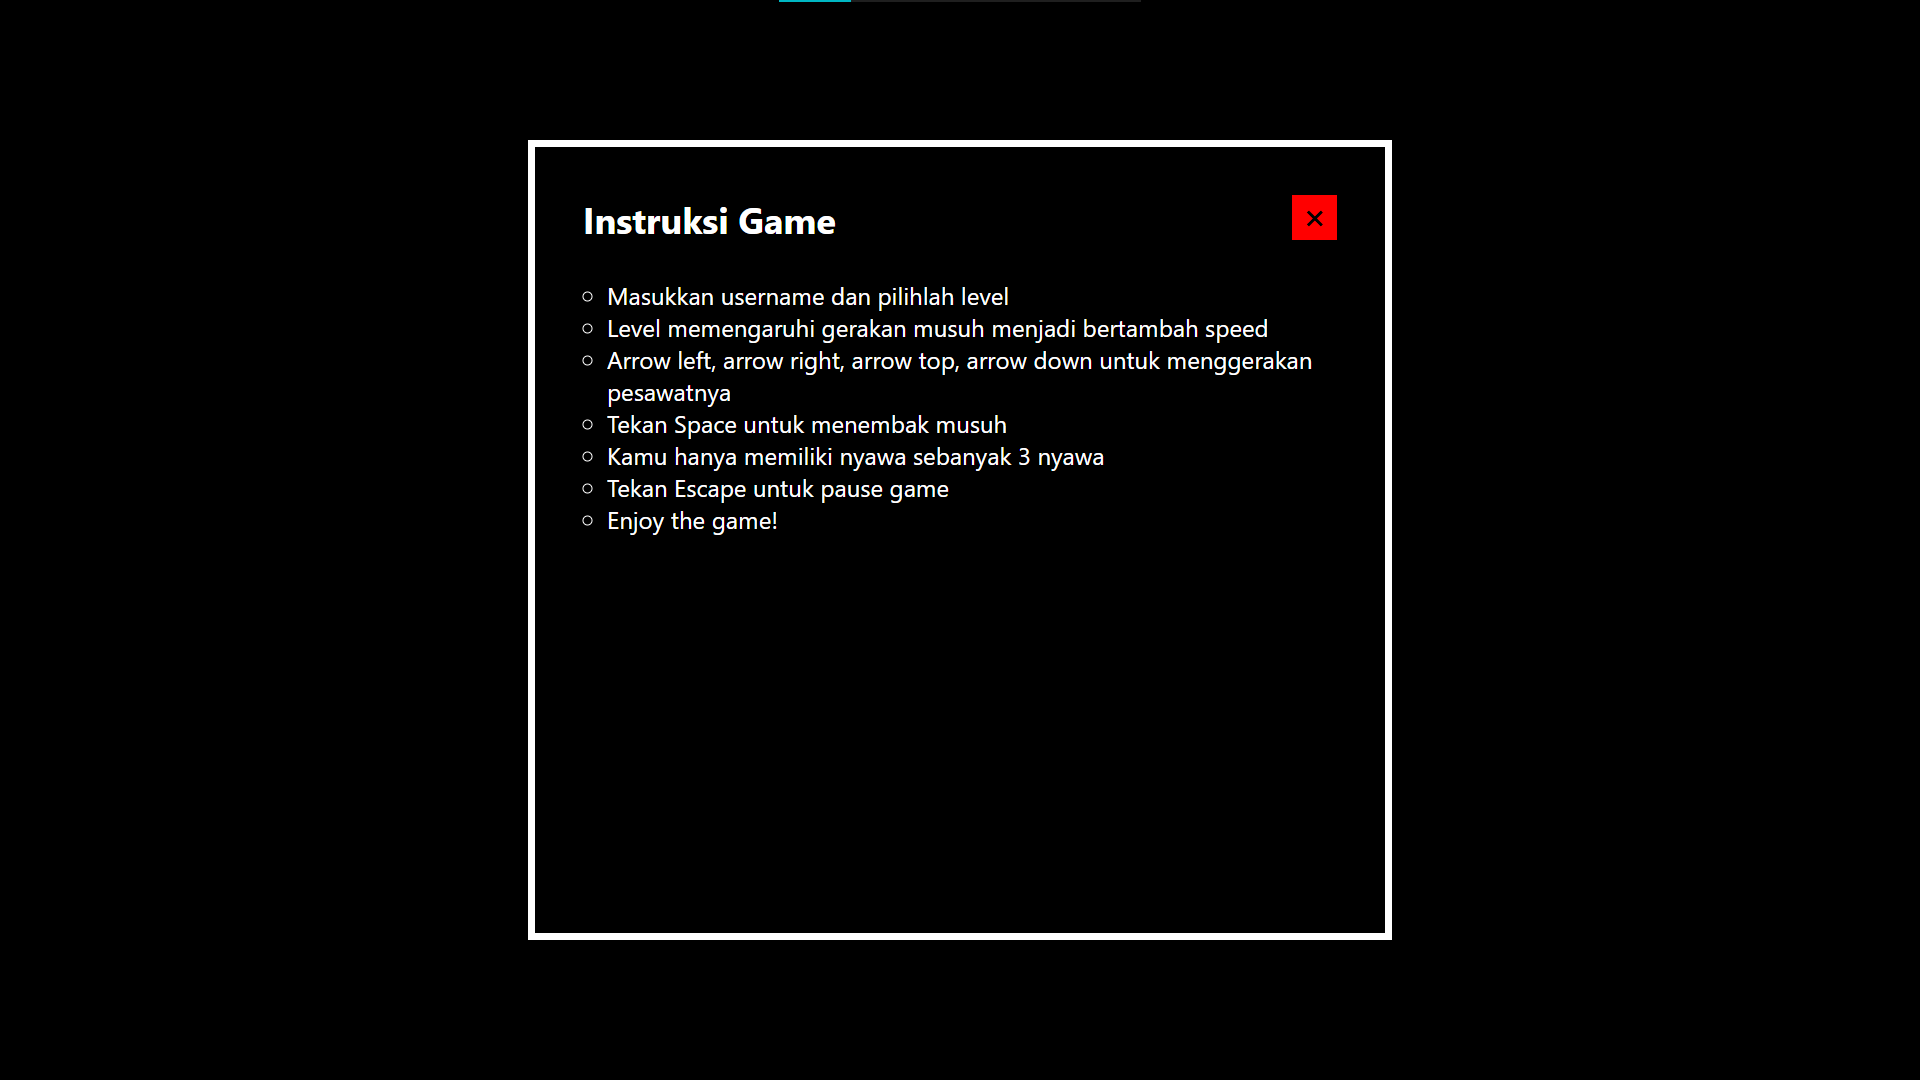 Instruksi Game
Masukkan username dan pilihlah level
Level memengaruhi gerakan musuh menjadi bertambah speed
Arrow left, arrow right, arrow top, arrow down untuk menggerakan
pesawatnya
Tekan Space untuk menembak musuh
Kamu hanya memiliki nyawa sebanyak 3 nyawa
Tekan Escape untuk pause game
Enjoy the game!